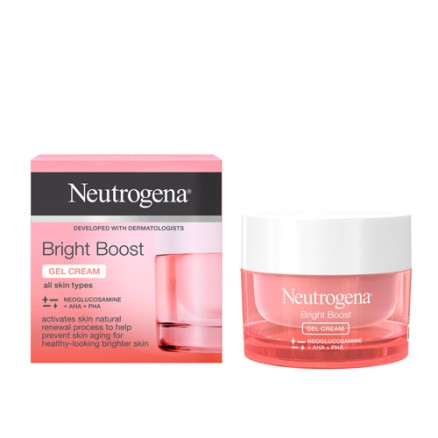 Neutrogena®
DEVELOPED WITH DERMATOLOGISTS
Bright Boost
GEL CREAM
all skin types
NEOGLUCOSAMINE
+ AHA + PHA
activates skin natural
renewal process to help
prevent skin aging for
healthy-looking brighter skin
Neutrogena®
Bright Boost
GEL CREAM
NEOGLUCOSAMINE
+ AHA + PHA